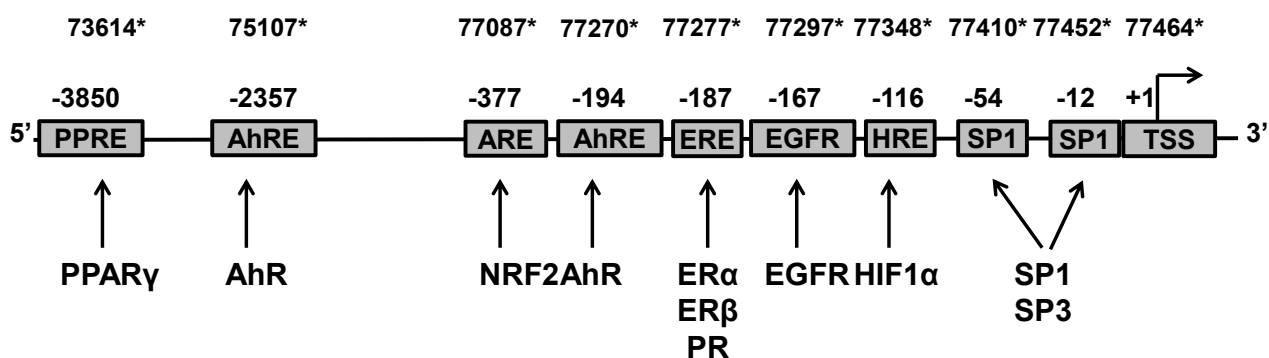 73614* 75107* 77087* 77270* 77277* 77297* 77348* 77410* 77452* 77464*
-3850 -2357 -377 -194 -187 -167 -116 -54 -12 +1
5’ PPRE AhRE ARE AhRE ERE EGFR HRE SP1 SP1 TSS 3’
PPARγ AhR NRF2 AhR ERα EGFR HIF1α SP1
ERβ SP3
PR